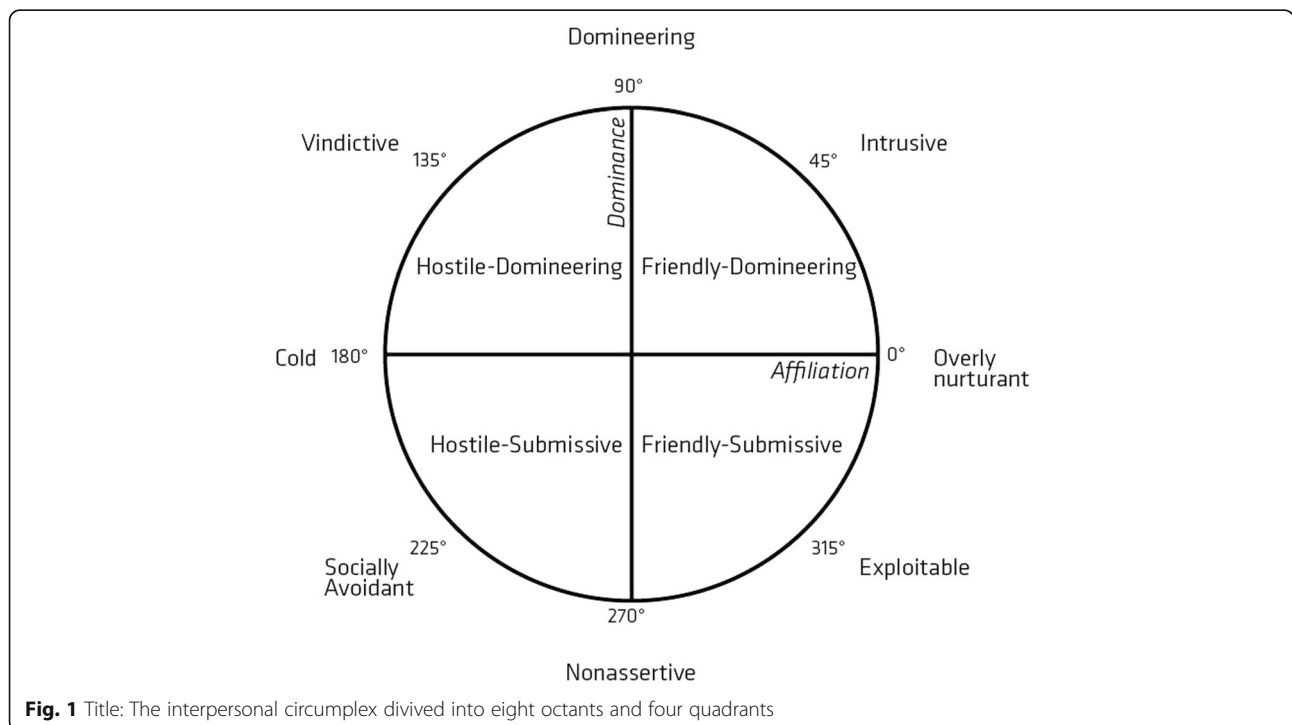 Domineering
90°
Vindictive
135°
45°
Intrusive
Dominance
Hostile-Domineering
Friendly-Domineering
Cold
180°
0°
Overly
nurturant
Affiliation
Hostile-Submissive
Friendly-Submissive
225°
315°
Socially
Avoidant
Exploitable
270°
Nonassertive
Fig. 1 Title: The interpersonal circumplex divived into eight octants and four quadrants